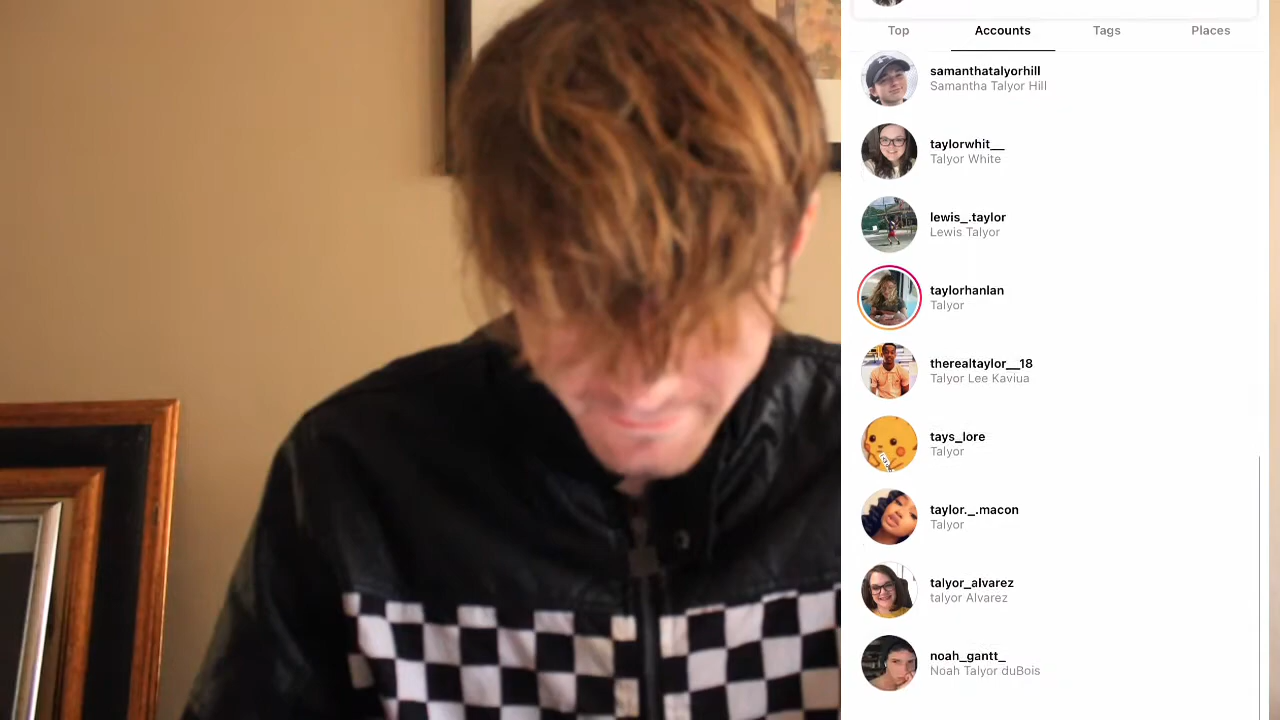 Top
Accounts
Tags
Places
samanthatalyorhill
Samantha Talyor Hill
taylorwhit__
Talyor White
lewis_.taylor
Lewis Talyor
taylorhanlan
Talyor
therealtaylor__18
Talyor Lee Kaviua
tays_lore
Talyor
taylor._.macon
Talyor
talyor_alvarez
talyor Alvarez
noah_gantt_
Noah Talyor duBois